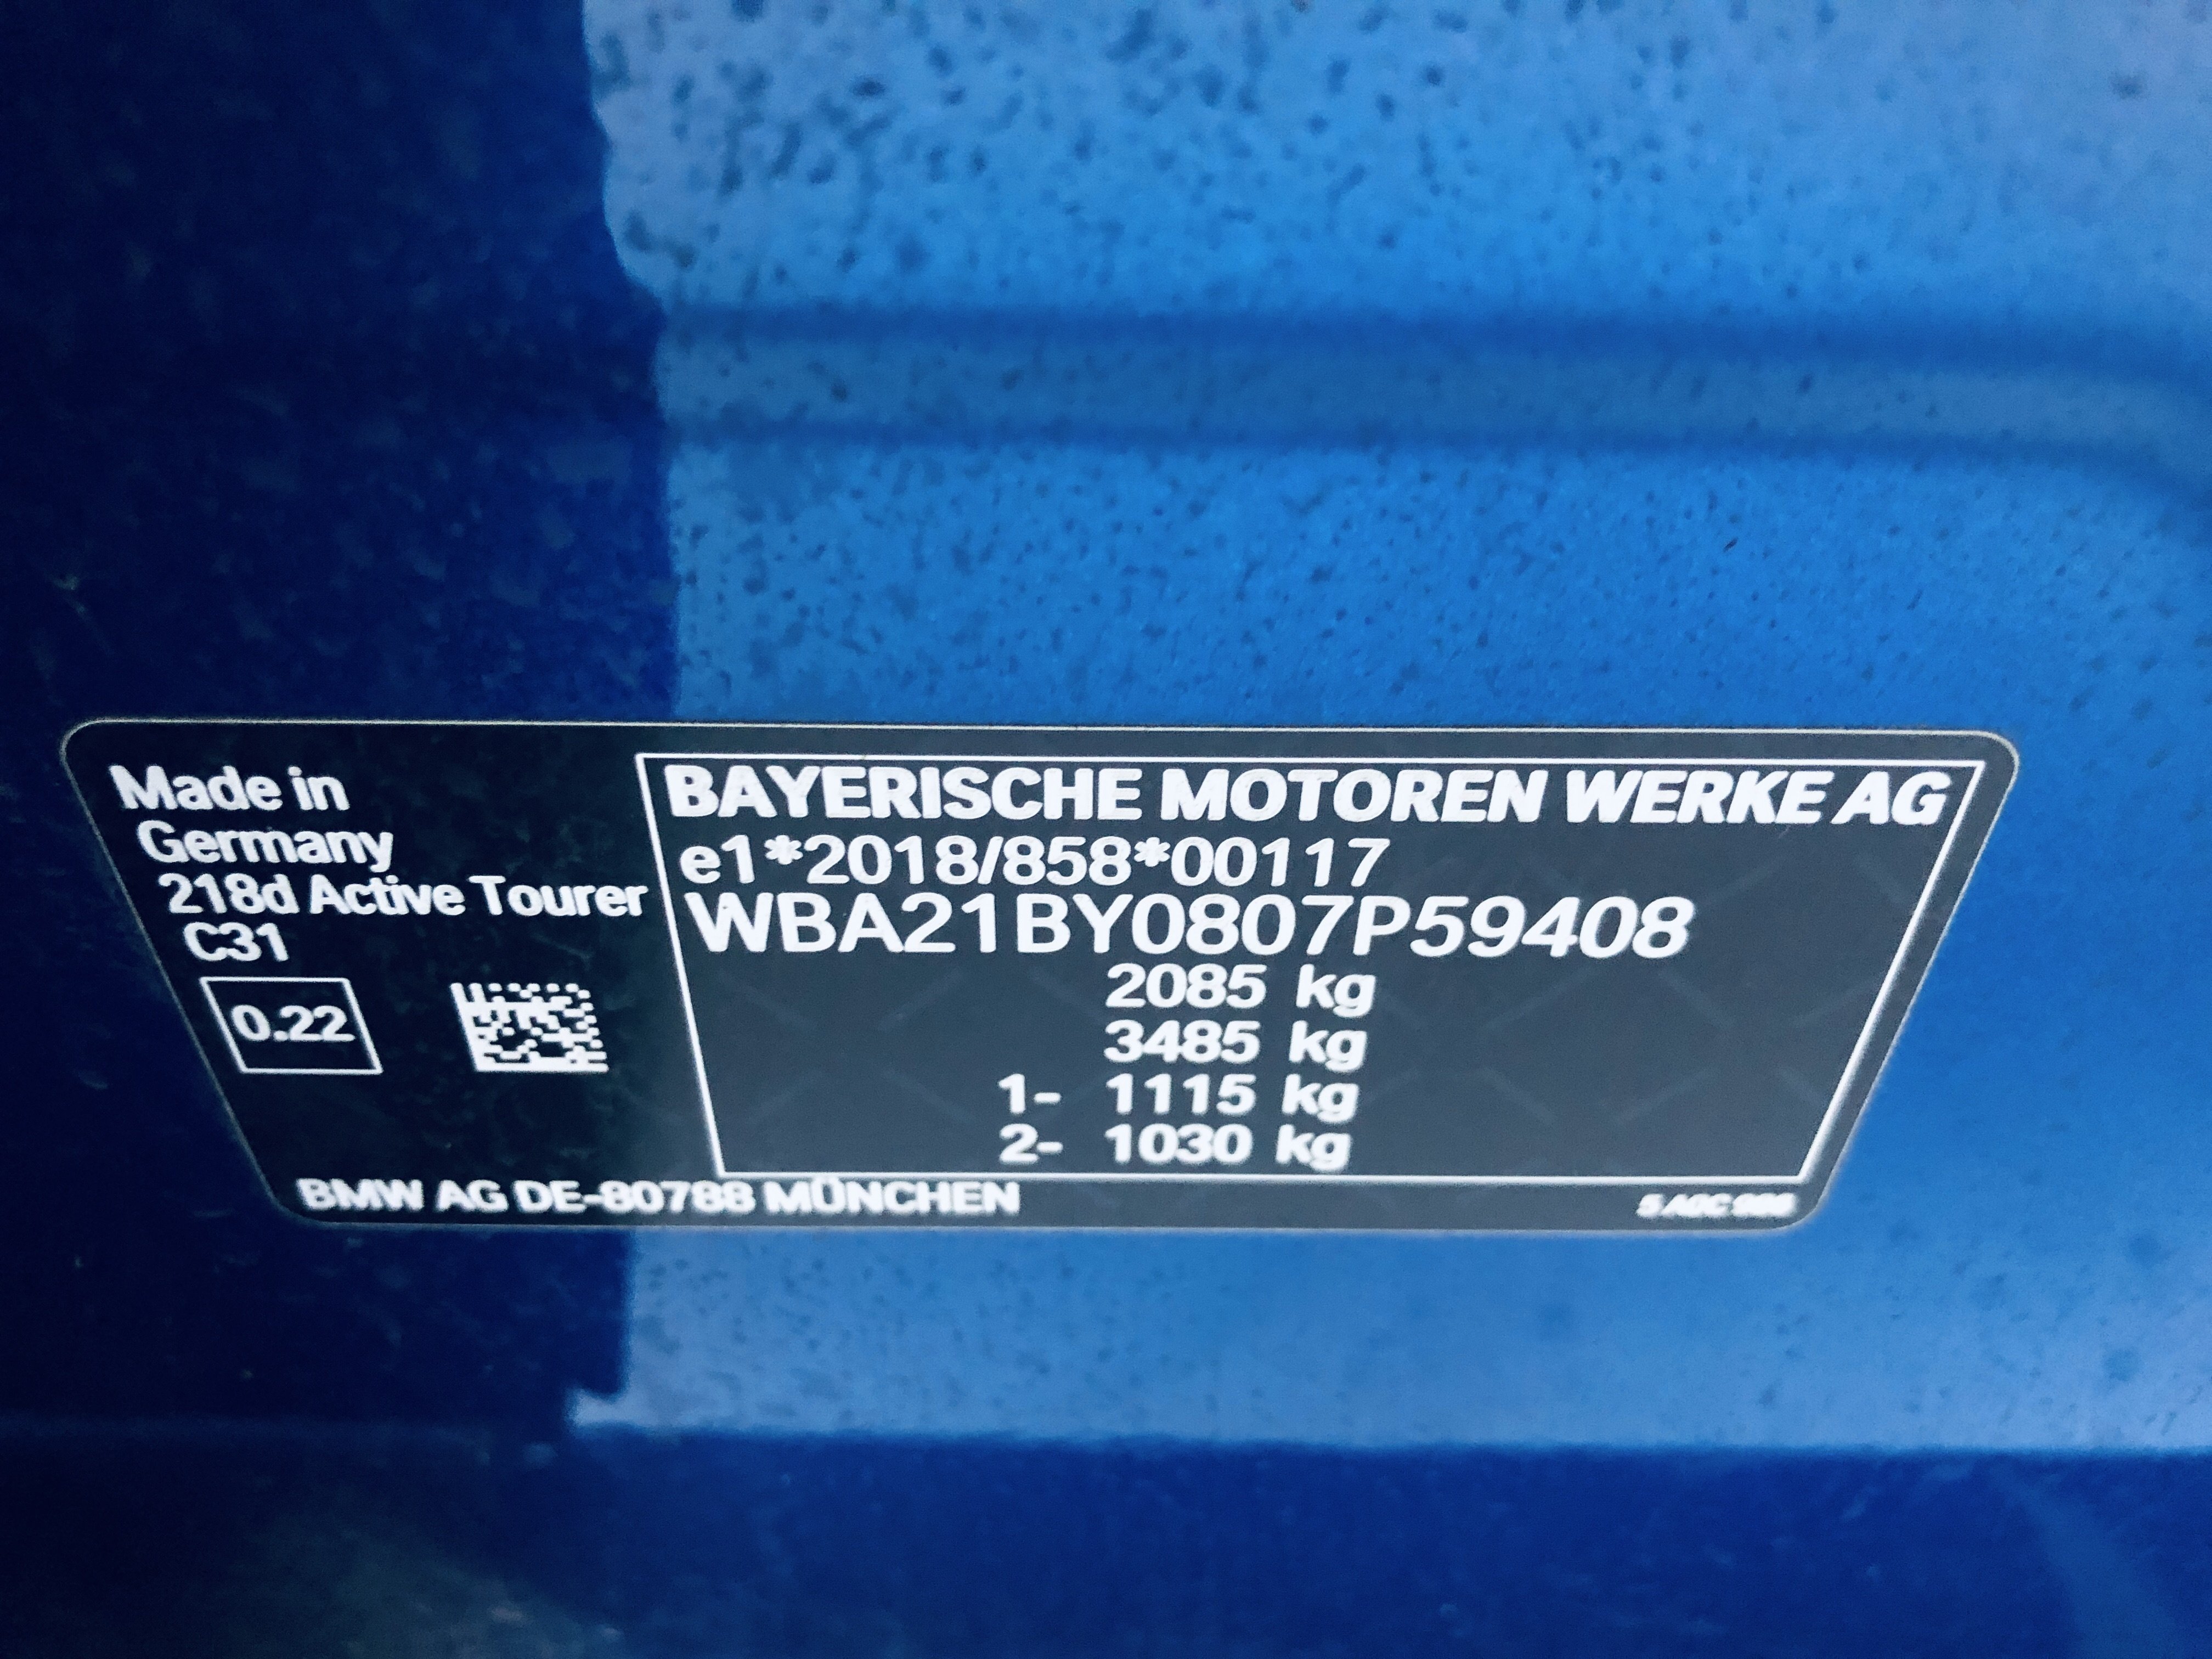 Made in
Germany
218d Active Tourer
C31
0.22
BAYERISCHE MOTOREN WERKE AG
e1*2018/858*00117
WBA21BY0807P59408
2085 kg
3485 kg
1- 1115 kg
2- 1030 kg
BMW AG DE-80788 MÜNCHEN